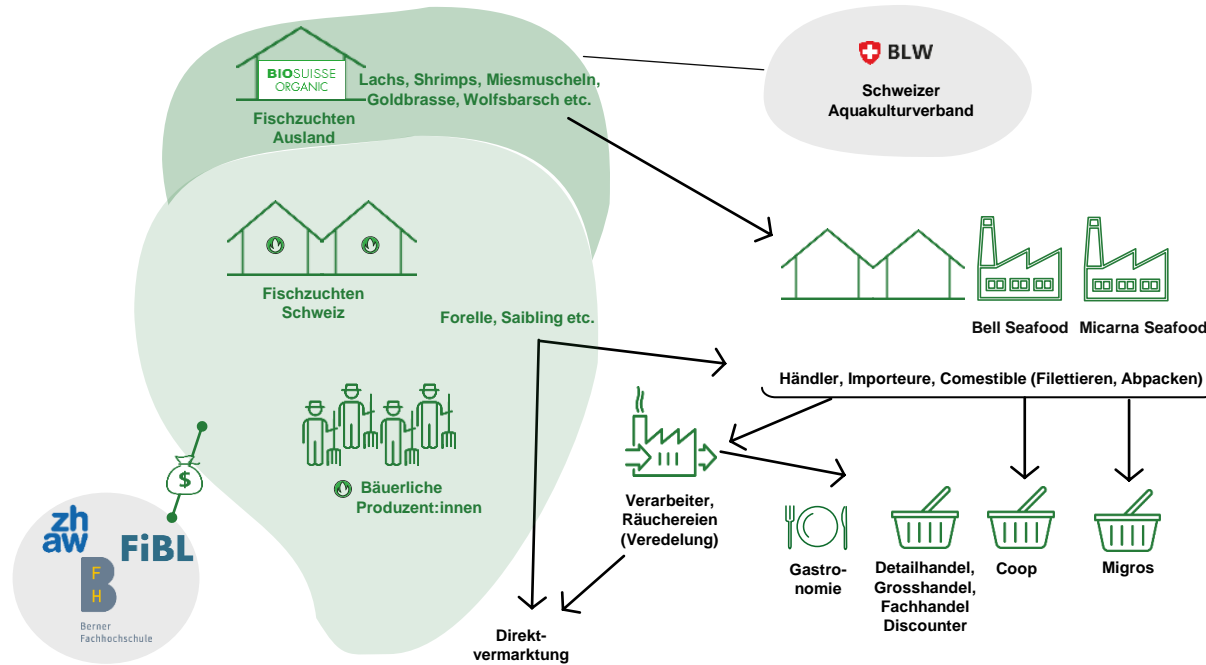 BIOSUISSE
ORGANIC
Fischzuchten
Ausland
Lachs, Shrimps, Miesmuscheln,
Goldbrasse, Wolfsbarsch etc.
BLW
Schweizer
Aquakulturverband
Fischzuchten
Schweiz
Forelle, Saibling etc.
Bell Seafood
Micarna Seafood
Händler, Importeure, Comestible (Filettieren, Abpacken)
Bäuerliche
Produzent:innen
$
Verarbeiter,
Räuchereien
(Veredelung)
Gastro-
nomie
Detailhandel,
Grosshandel,
Fachhandel
Discounter
Coop
Migros
Direkt-
vermarktung
zh
aw
FiBL
B
F
H
Berner
Fachhochschule